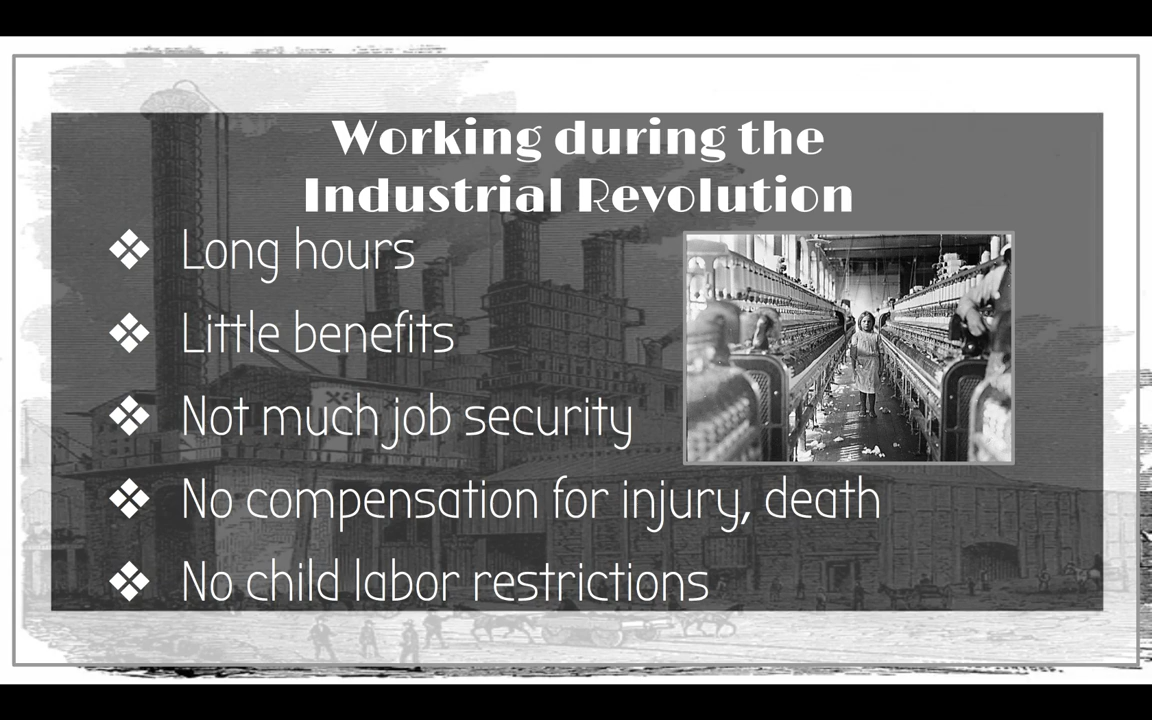 Working during the
Industrial Revolution
Long hours
Little benefits
Not much job security
No compensation for injury, death
No child labor restrictions